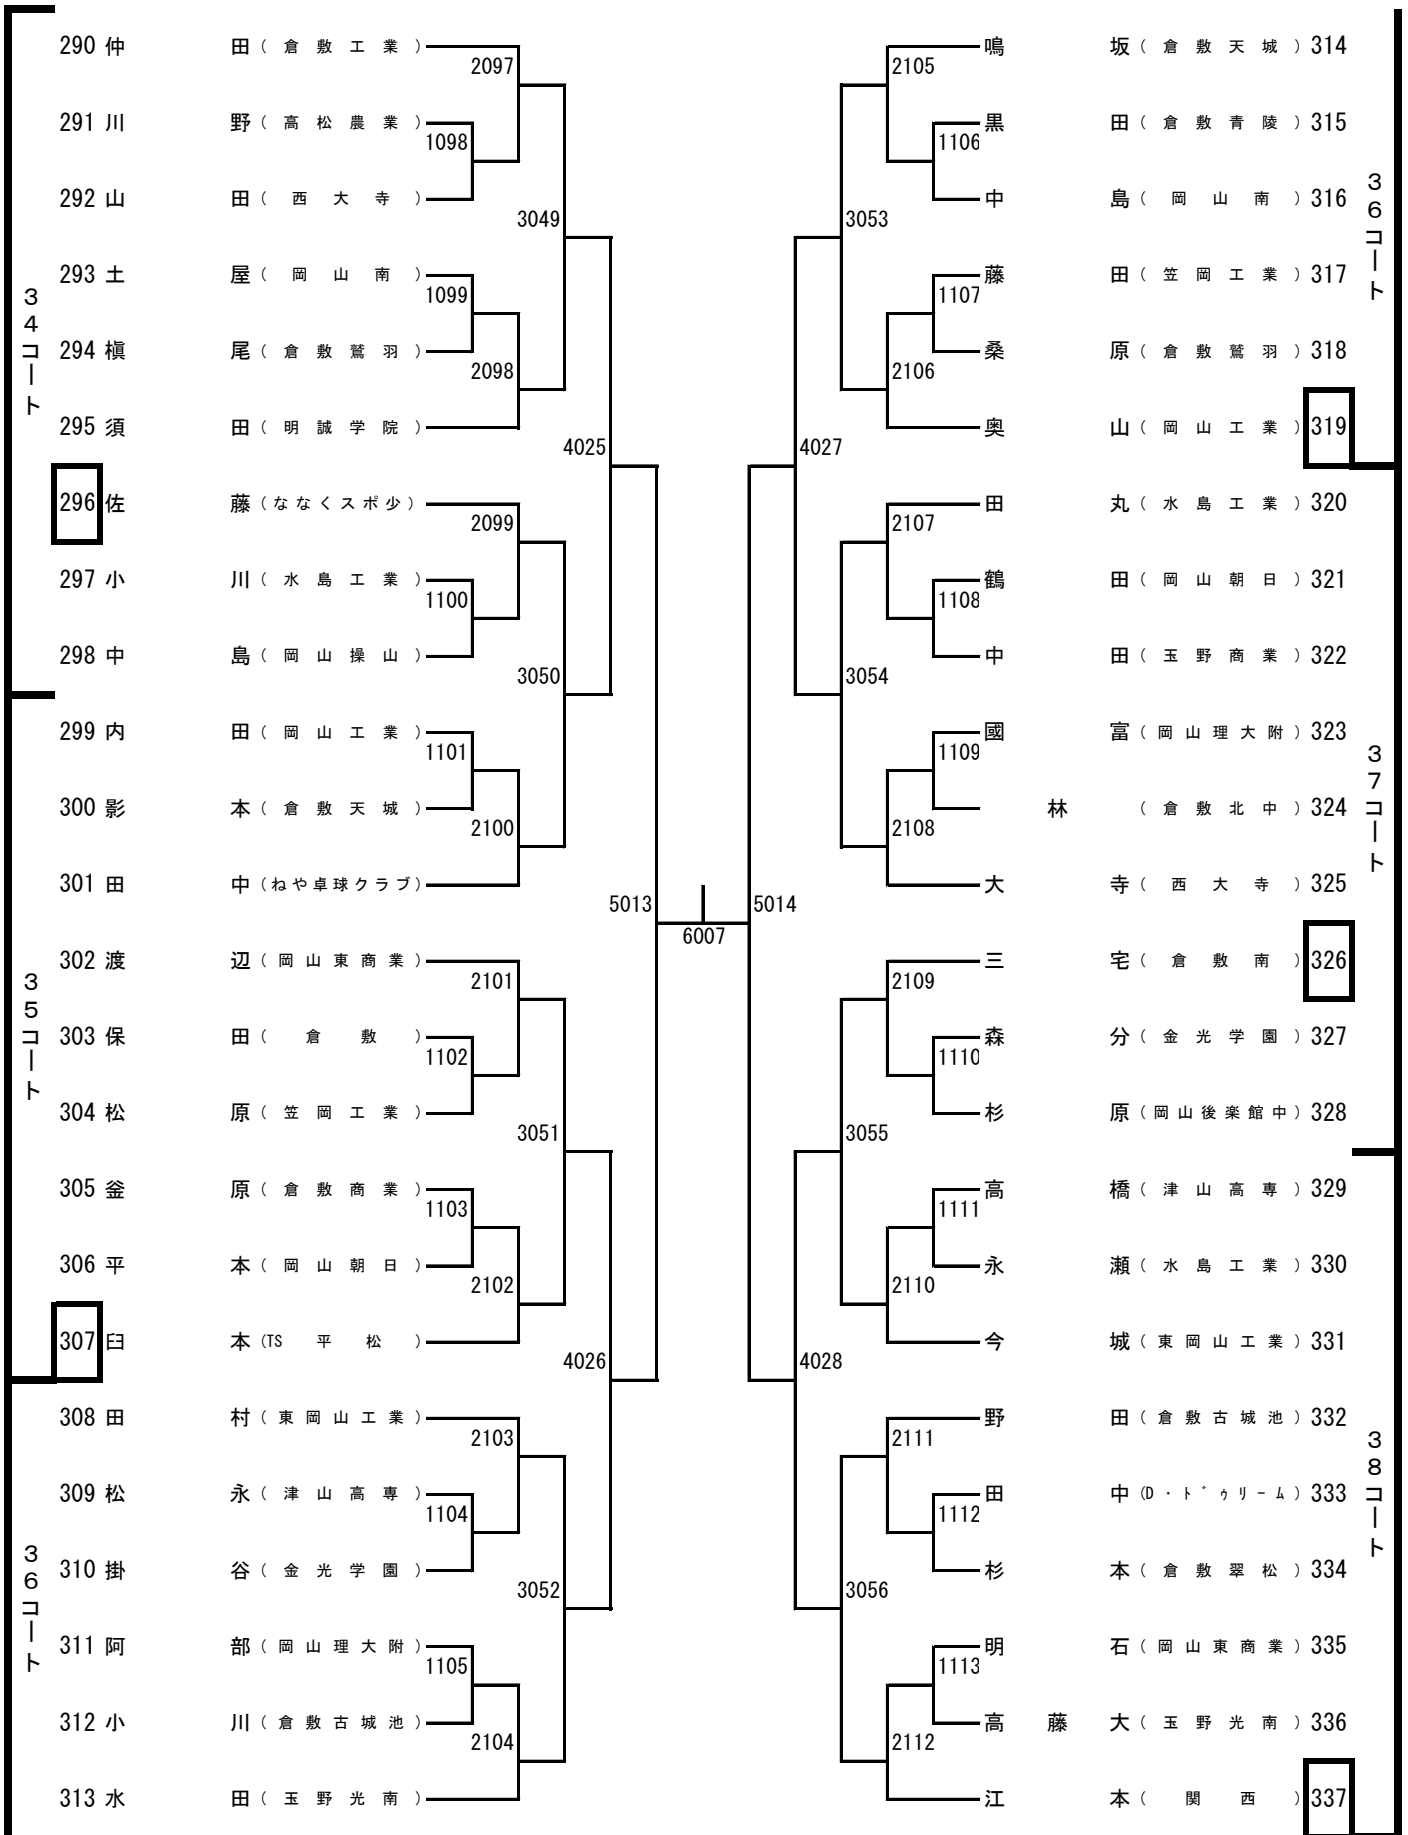 34コート
290 仲田（倉敷工業）
2097
291 川野（高松農業）
1098
292 山田（西大寺）
3049
293 土屋（岡山南）
1099
294 槇尾（倉敷鷲羽）
2098
295 須田（明誠学院）
4025
296 佐藤（ななくスポ少）
2099
297 小川（水島工業）
1100
298 中島（岡山操山）
3050
35コート
299 内田（岡山工業）
1101
300 影本（倉敷天城）
2100
301 田中（ねや卓球クラブ）
5013
302 渡辺（岡山東商業）
2101
303 保田（倉敷）
1102
304 松原（笠岡工業）
3051
305 釜原（倉敷商業）
1103
306 平本（岡山朝日）
2102
307 臼本（TS平松）
4026
36コート
308 田村（東岡山工業）
2103
309 松永（津山高専）
1104
310 掛谷（金光学園）
3052
311 阿部（岡山理大附）
1105
312 小川（倉敷古城池）
2104
313 水田（玉野光南）
6007
36コート
鳴坂（倉敷天城）314
2105
黒田（倉敷青陵）315
1106
中島（岡山南）316
3053
藤田（笠岡工業）317
1107
桑原（倉敷鷲羽）318
2106
奥山（岡山工業）319
4027
37コート
田丸（水島工業）320
2107
鶴田（岡山朝日）321
1108
中田（玉野商業）322
3054
國富（岡山理大附）323
1109
林（倉敷北中）324
2108
大寺（西大寺）325
5014
三宅（倉敷南）326
2109
森分（金光学園）327
1110
杉原（岡山後楽館中）328
3055
38コート
高橋（津山高専）329
1111
永瀬（水島工業）330
2110
今城（東岡山工業）331
4028
野田（倉敷古城池）332
2111
田中（D・ﾄﾞｩﾘｰﾑ）333
1112
杉本（倉敷翠松）334
3056
明石（岡山東商業）335
1113
高藤大（玉野光南）336
2112
江本（関西）337